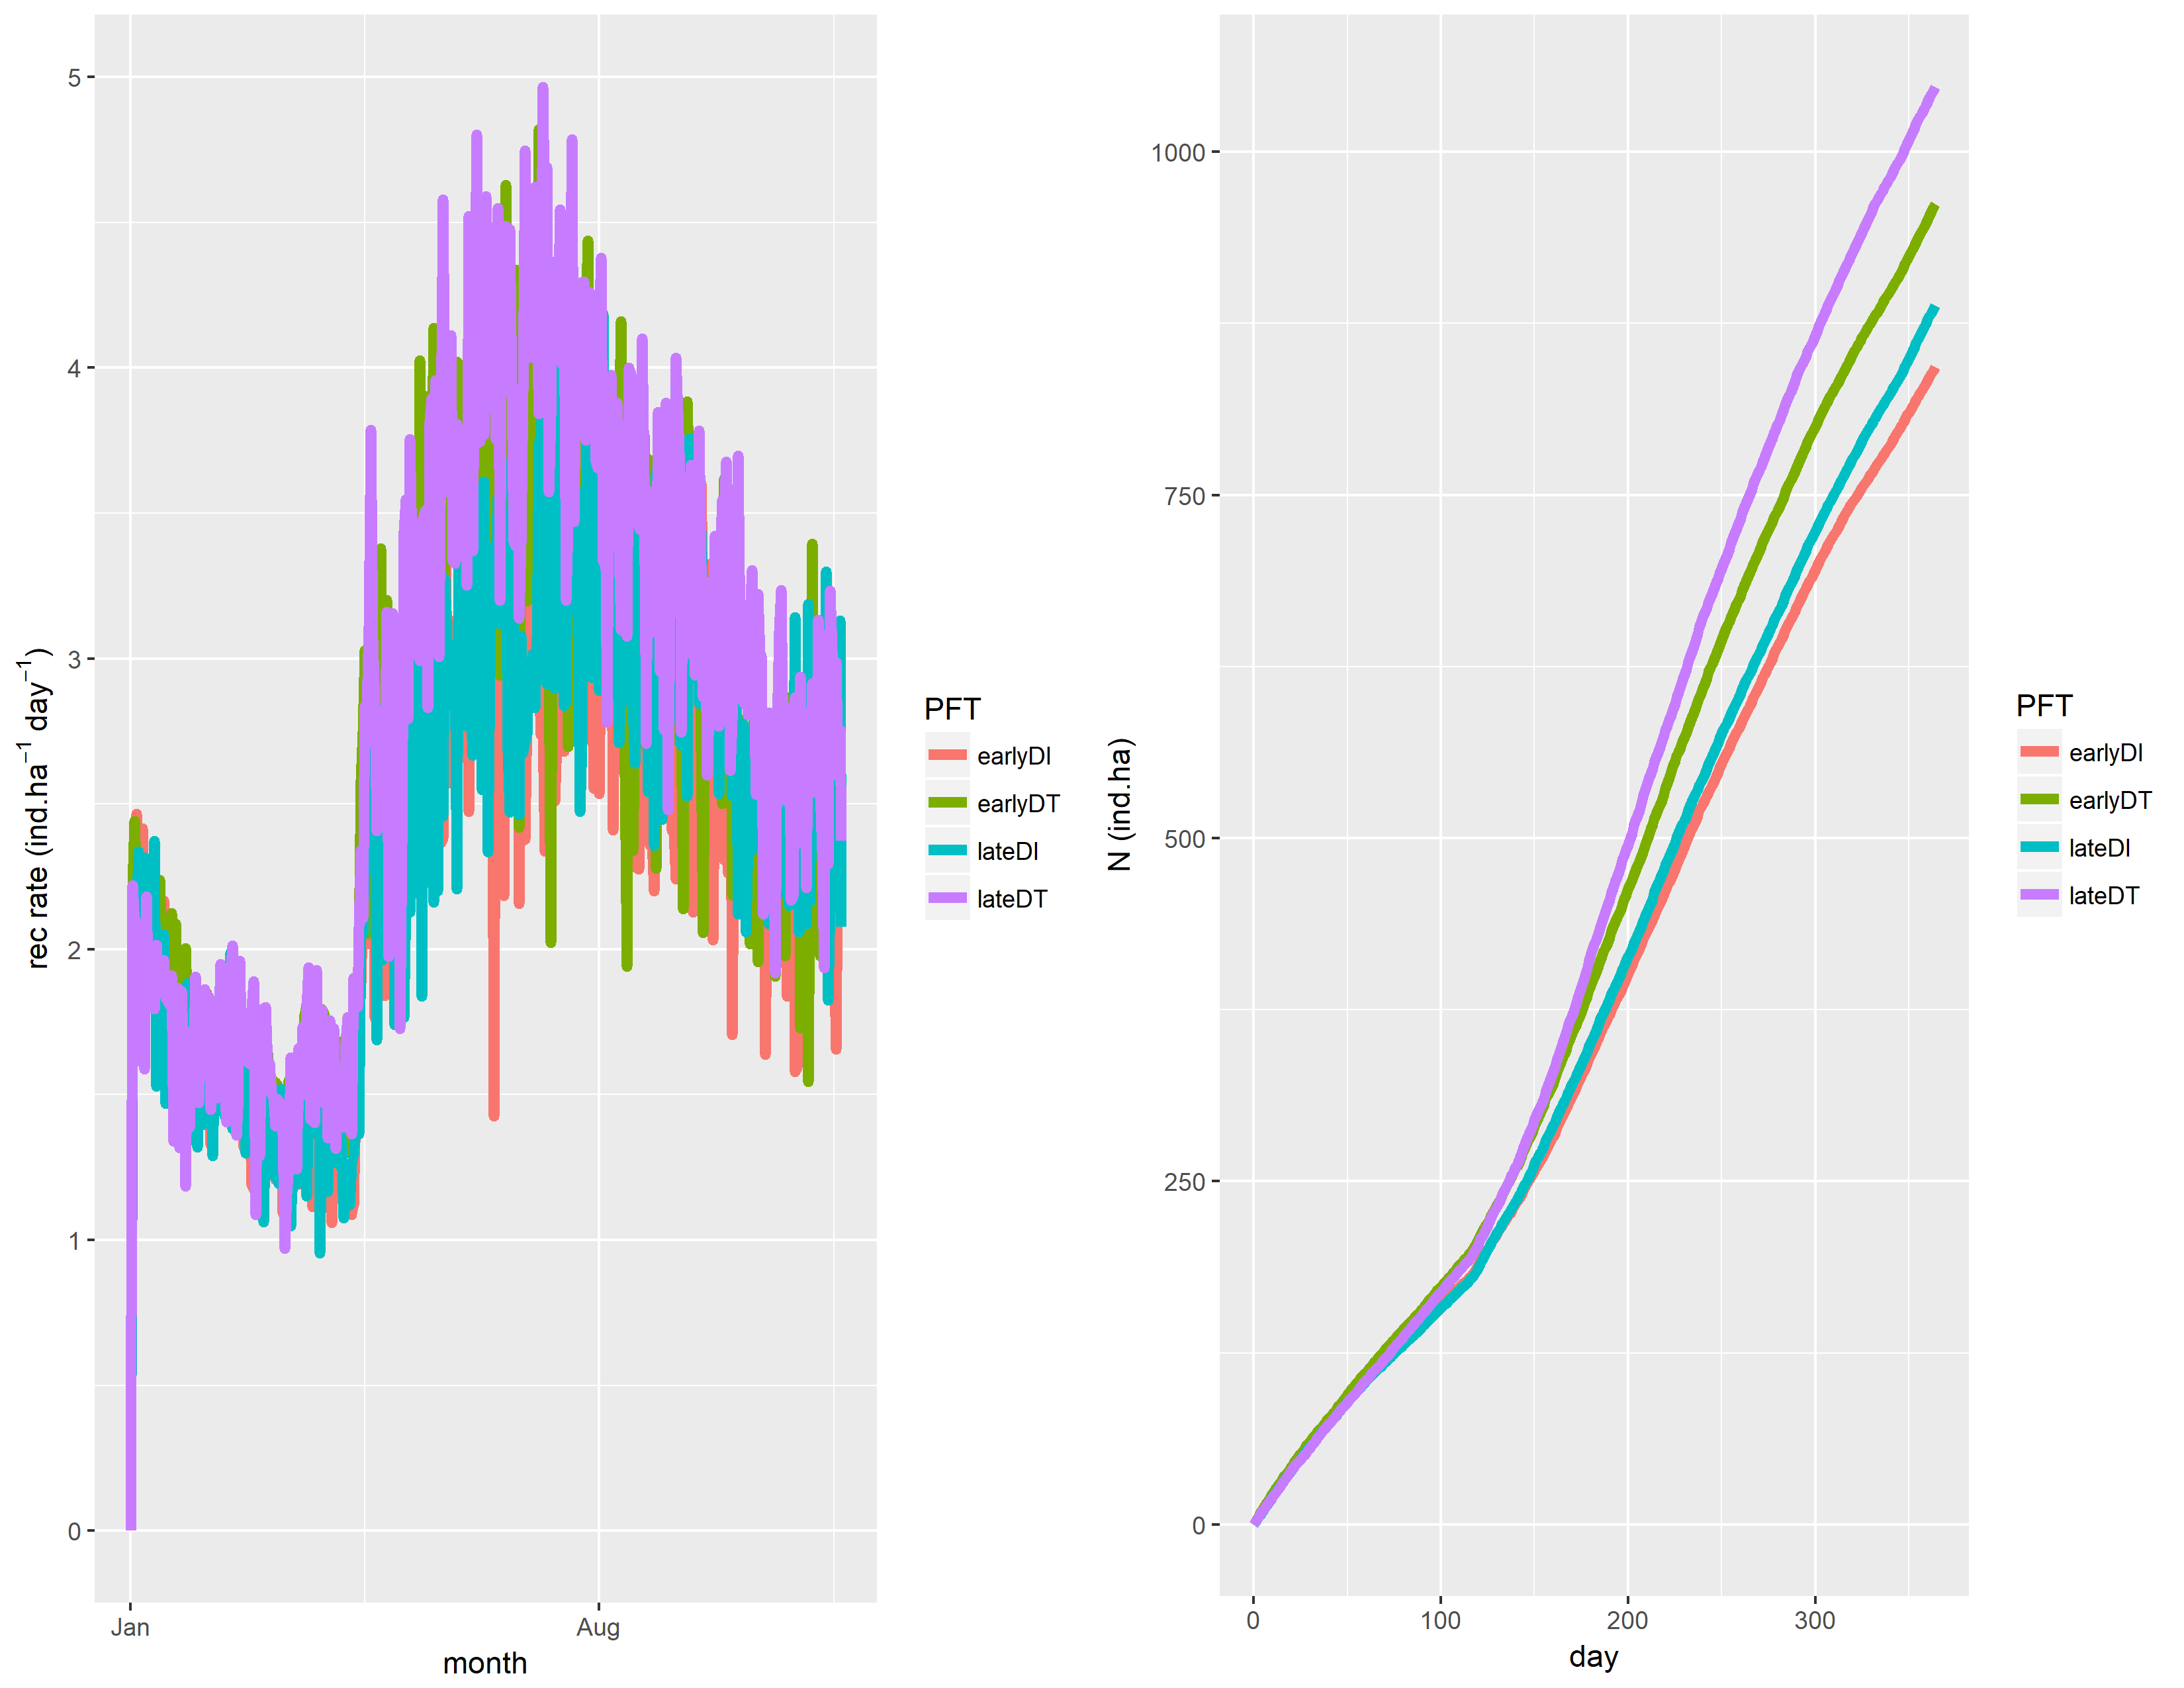 5
4
3
2
1
0
rec rate (ind.ha⁻¹ day⁻¹)
Jan
Aug
month
PFT
earlyDI
earlyDT
lateDI
lateDT
1000
750
500
250
0
N (ind.ha)
0
100
200
300
day
PFT
earlyDI
earlyDT
lateDI
lateDT